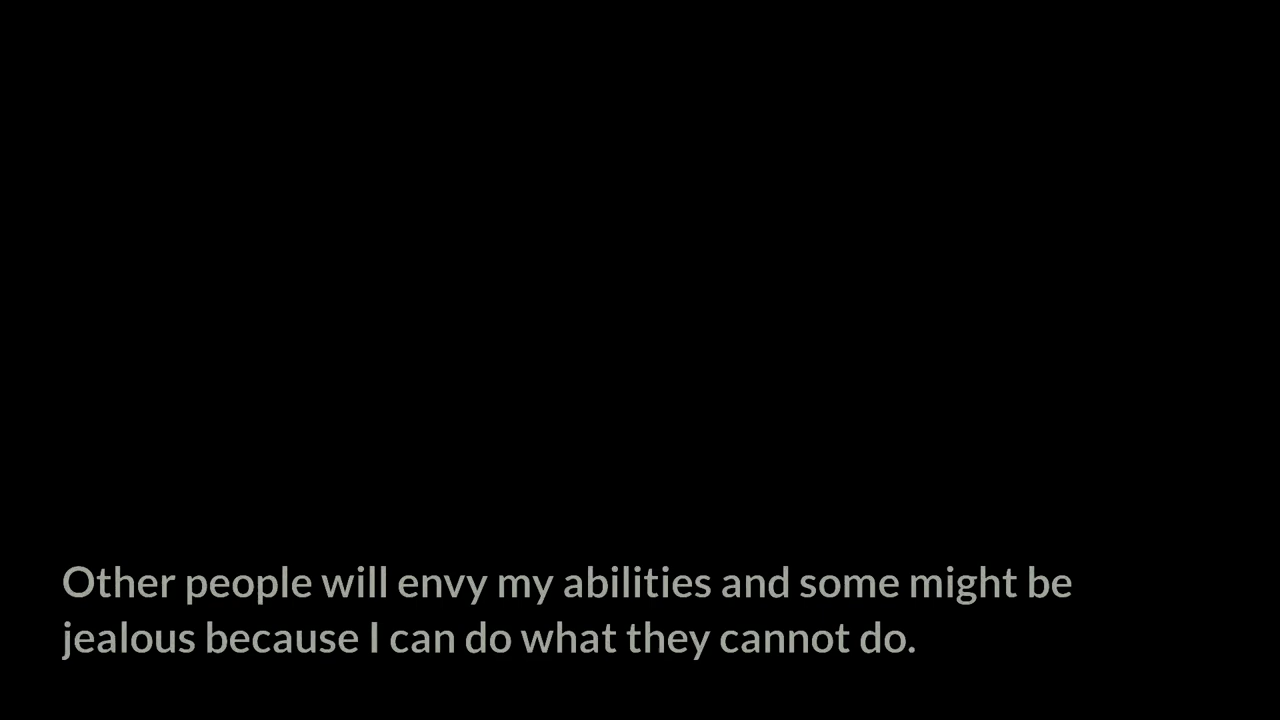 Other people will envy my abilities and some might be
jealous because I can do what they cannot do.